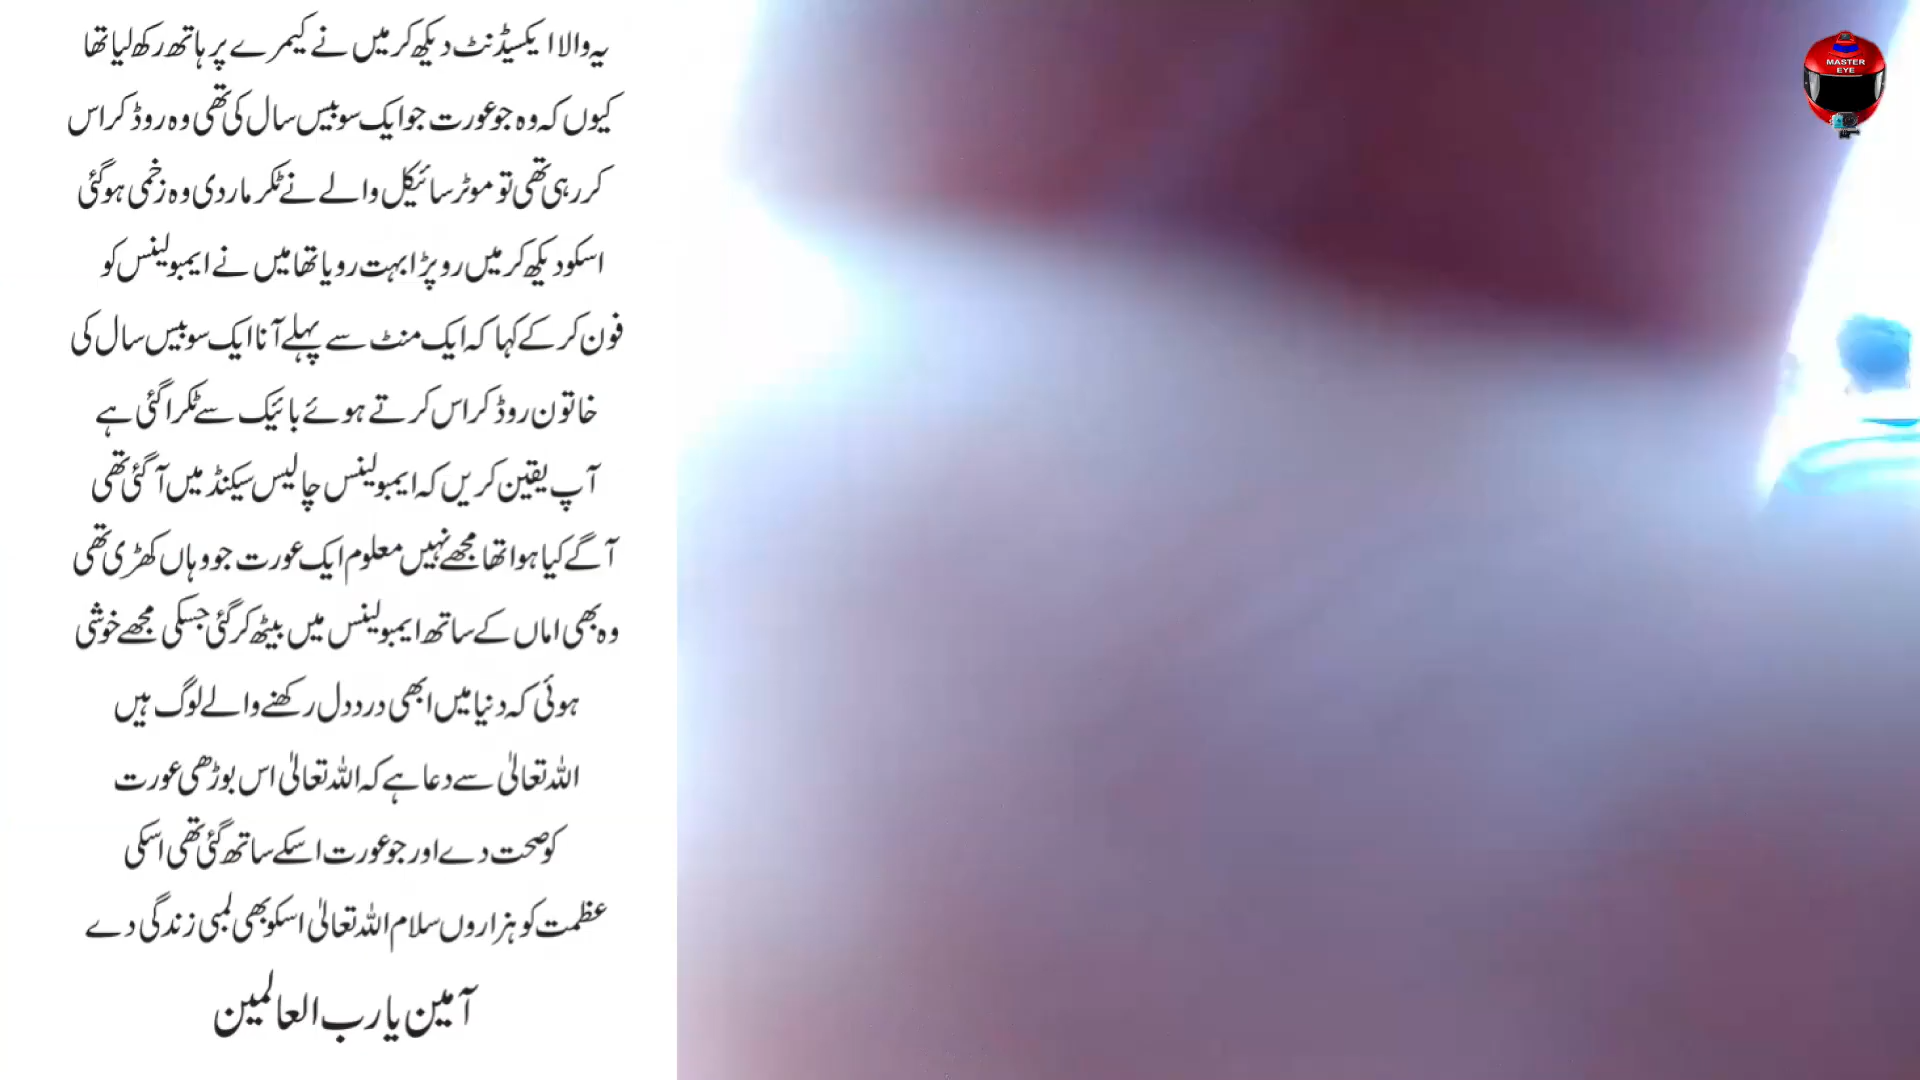 یہ والا ایکسیڈنٹ دیکھ کر میں نے کیمرے پر ہاتھ رکھ لیا تھا
کیوں کہ وہ جو عورت جو ایک سو بیس سال کی تھی وہ روڈ کراس
کر رہی تھی تو موٹر سائیکل والے نے ٹکر مار دی وہ زخمی ہوگئی
اسکو دیکھ کر میں رو پڑا بہت رویا تھا میں نے ایمبولینس کو
فون کر کے کہا کہ ایک منٹ سے پہلے آنا ایک سو بیس سال کی
خاتون روڈ کراس کرتے ہوئے بائیک سے ٹکرا گئی ہے
آپ یقین کریں کہ ایمبولینس چالیس سیکنڈ میں آگئی تھی
آگے کیا ہوا تھا مجھے نہیں معلوم ایک عورت جو وہاں کھڑی تھی
وہ بھی اماں کے ساتھ ایمبولینس میں بیٹھ کر گئی جسکی مجھے خوشی
ہوئی کہ دنیا میں ابھی درد دل رکھنے والے لوگ ہیں
اللہ تعالیٰ سے دعا ہے کہ اللہ تعالیٰ اس بوڑھی عورت
کو صحت دے اور جو عورت اسکے ساتھ گئی تھی اسکی
عظمت کو ہزاروں سلام اللہ تعالیٰ اسکو بھی لمبی زندگی دے
آمین یارب العالمین
MASTER
EYE